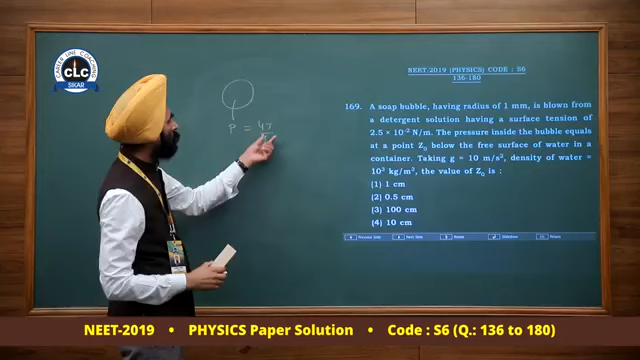 CAREER LINE COACHING
CLC
SIKAR
NEET-2019 (PHYSICS) CODE : S6
136-180
169. A soap bubble, having radius of 1 mm, is blown from
a detergent solution having a surface tension of
2.5 × 10⁻² N/m. The pressure inside the bubble equals
at a point Z₀ below the free surface of water in a
container. Taking g = 10 m/s², density of water =
10³ kg/m³, the value of Z₀ is :
(1) 1 cm
(2) 0.5 cm
(3) 100 cm
(4) 10 cm
P = 4T
NEET-2019 • PHYSICS Paper Solution • Code : S6 (Q.: 136 to 180)